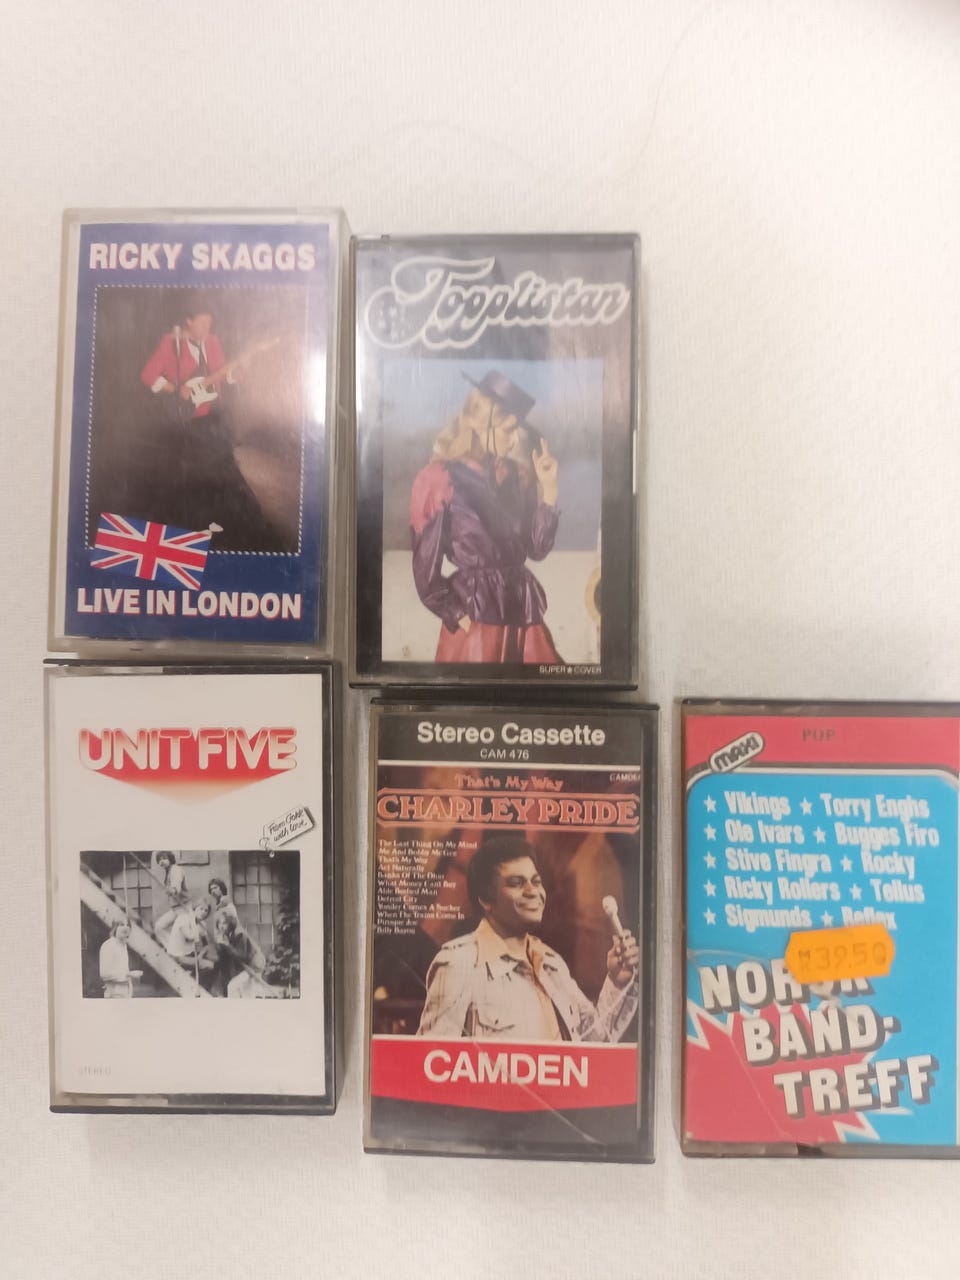 RICKY SKAGGS
LIVE IN LONDON
Topplistan
SUPER★COVER
UNIT FIVE
From
with love
STEREO
Stereo Cassette
CAM 476
CAMDEN
That's My Way
CHARLEY PRIDE
The Last Thing On My Mind
Me And Bobby McGee
That's My Way
Act Naturally
Banks Of The Ohio
What Money Can't Buy
Able Bodied Man
Detroit City
Yonder Comes A Sucker
When The Trains Come In
Pirogue Joe
Billy Bayou
CAMDEN
POP
MAXI
★ Vikings ★ Torry Enghs
★ Ole Ivars ★ Bugges Firo
★ Stive Fingra ★ Rocky
★ Ricky Rollers ★ Tellus
★ Sigmunds ★ Reflex
39.50
NORSK
BAND-
TREFF